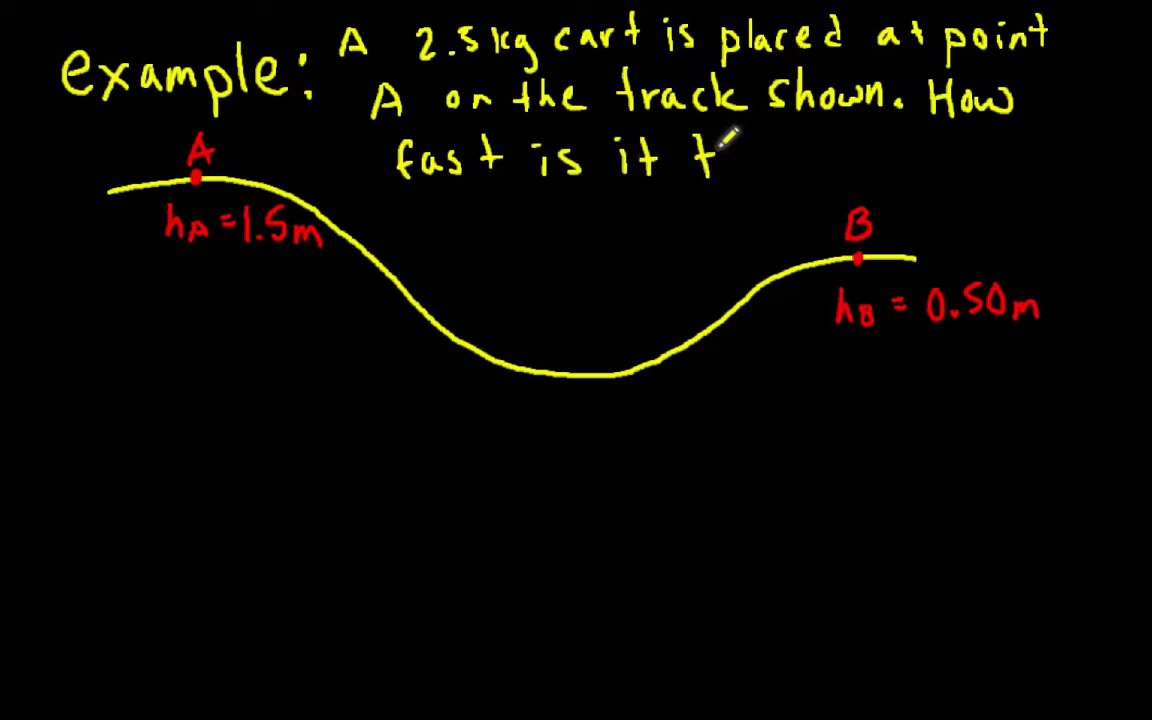 example: A 2.5kg cart is placed at point
A on the track shown. How
fast is it t
A
hA = 1.5m
B
hB = 0.50m